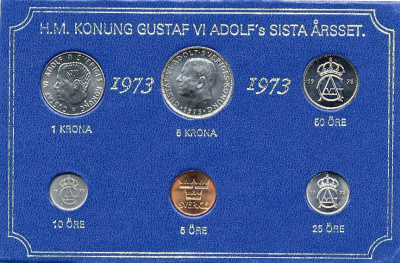 H.M. KONUNG GUSTAF VI ADOLF's SISTA ÅRSSET.
1973 1973
1 KRONA
5 KRONA
50 ÖRE
10 ÖRE
5 ÖRE
25 ÖRE
SVERIGE